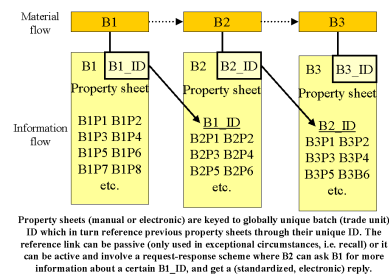 Material
flow
B1
B2
B3
B1
B1_ID
Property sheet
B1P1 B1P2
B1P3 B1P4
B1P5 B1P6
B1P7 B1P8
etc.
B2
B2_ID
Property sheet
B1_ID
B2P1 B2P2
B2P3 B2P4
B2P5 B2P6
etc.
B3
B3_ID
Property sheet
B2_ID
B3P1 B3P2
B3P3 B3P4
B3P5 B3B6
etc.
Information
flow
Property sheets (manual or electronic) are keyed to globally unique batch (trade unit)
ID which in turn reference previous property sheets through their unique ID. The
reference link can be passive (only used in exceptional circumstances, i.e. recall) or it
can be active and involve a request-response scheme where B2 can ask B1 for more
information about a certain B1_ID, and get a (standardized, electronic) reply.